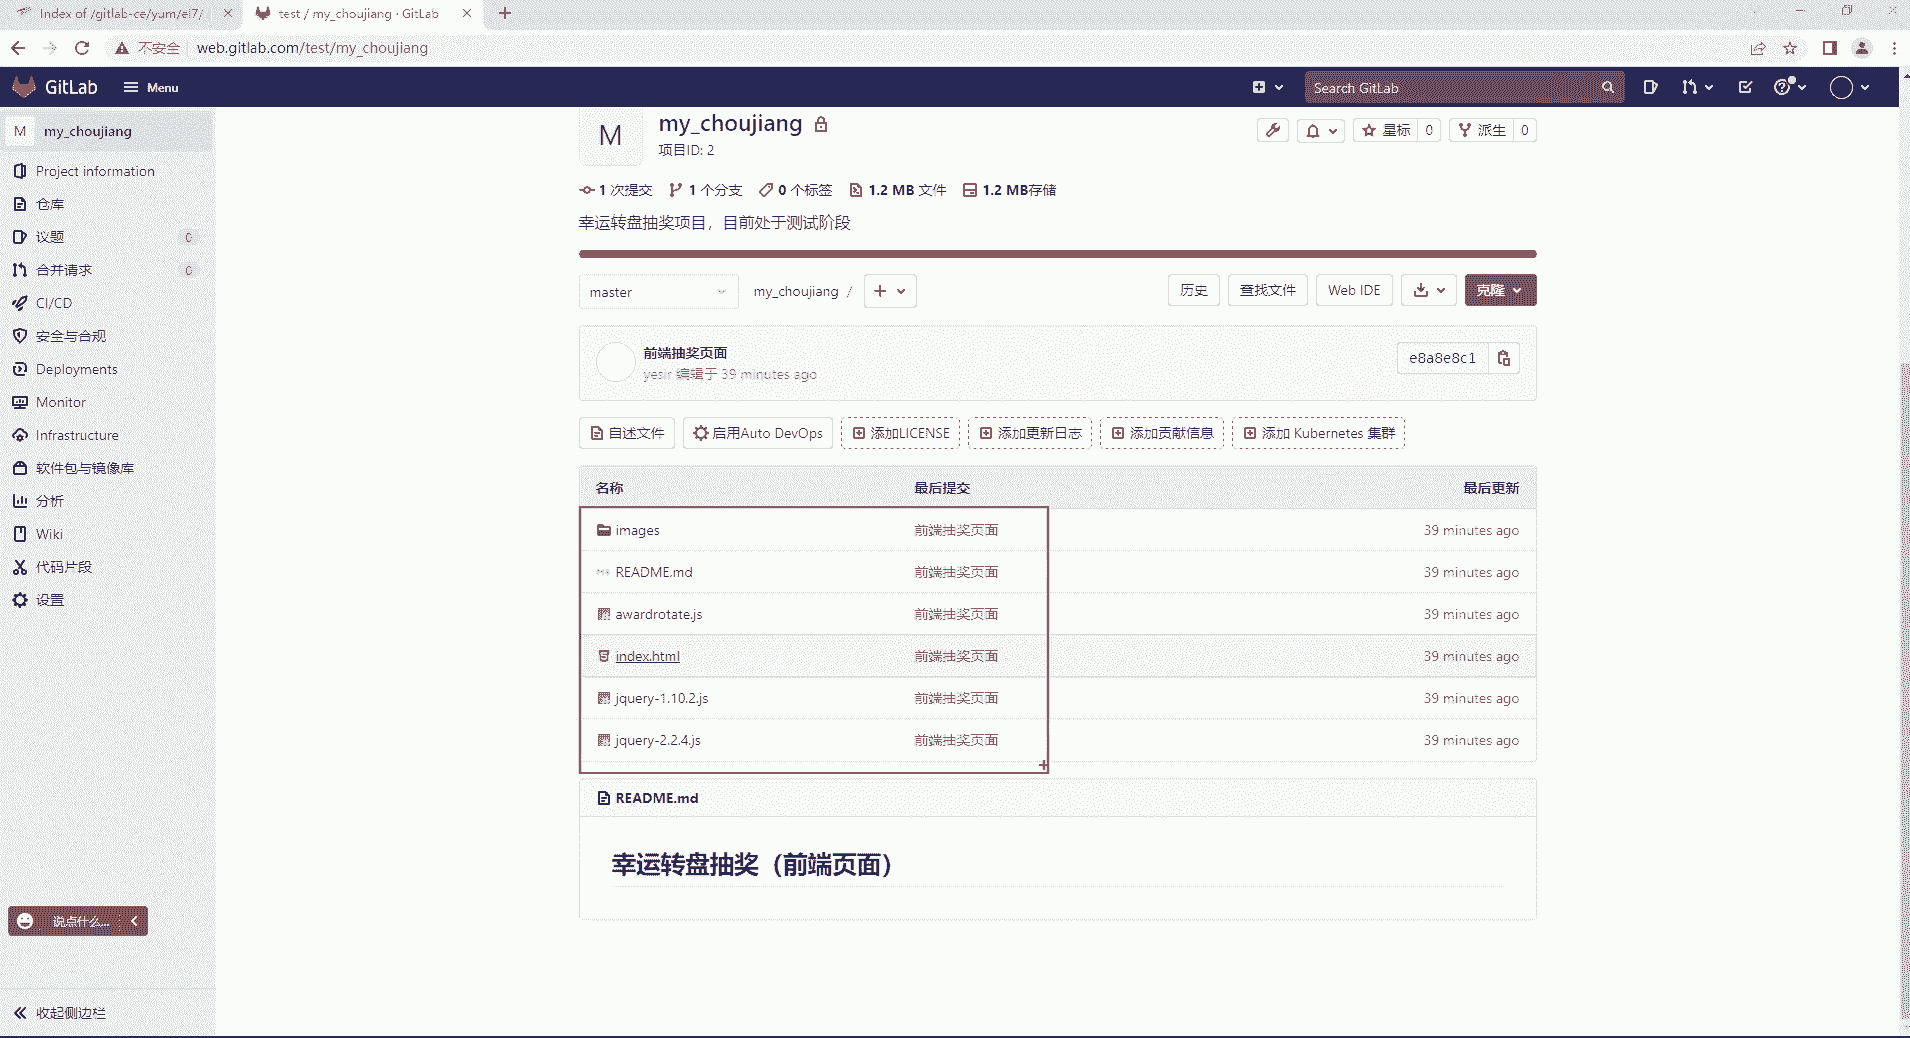 Index of /gitlab-ce/yum/el7/
test / my_choujiang · GitLab
不安全
web.gitlab.com/test/my_choujiang
GitLab
Menu
Search GitLab
M
my_choujiang
Project information
仓库
议题
0
合并请求
0
CI/CD
安全与合规
Deployments
Monitor
Infrastructure
软件包与镜像库
分析
Wiki
代码片段
设置
说点什么...
收起侧边栏
M
my_choujiang
项目ID: 2
星标
0
派生
0
1 次提交
1 个分支
0 个标签
1.2 MB 文件
1.2 MB存储
幸运转盘抽奖项目，目前处于测试阶段
master
my_choujiang /
历史
查找文件
Web IDE
克隆
前端抽奖页面
yesir 编辑于 39 minutes ago
e8a8e8c1
自述文件
启用Auto DevOps
添加LICENSE
添加更新日志
添加贡献信息
添加 Kubernetes 集群
名称 最后提交 最后更新
images 前端抽奖页面 39 minutes ago
README.md 前端抽奖页面 39 minutes ago
awardrotate.js 前端抽奖页面 39 minutes ago
index.html 前端抽奖页面 39 minutes ago
jquery-1.10.2.js 前端抽奖页面 39 minutes ago
jquery-2.2.4.js 前端抽奖页面 39 minutes ago
README.md
幸运转盘抽奖（前端页面）